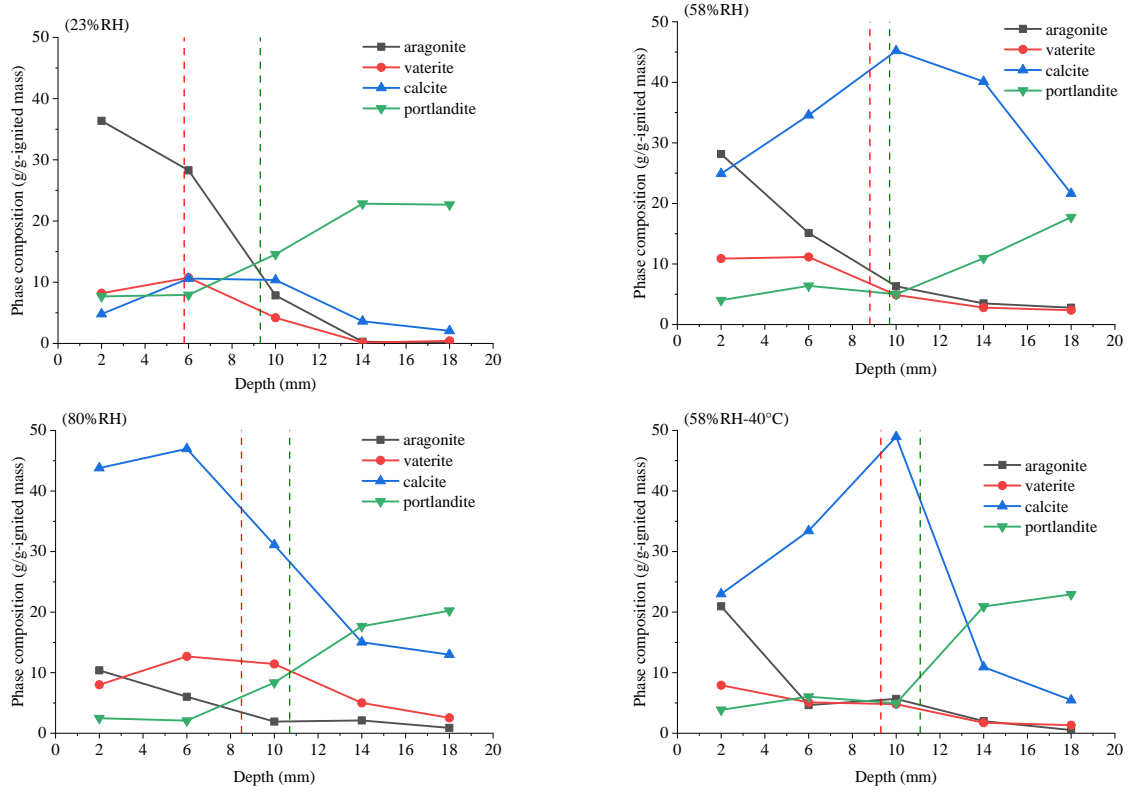 (23%RH)
50
40
30
20
10
0
0 2 4 6 8 10 12 14 16 18 20
Phase composition (g/g-ignited mass)
Depth (mm)
aragonite
vaterite
calcite
portlandite
(58%RH)
50
40
30
20
10
0
0 2 4 6 8 10 12 14 16 18 20
Phase composition (g/g-ignited mass)
Depth (mm)
aragonite
vaterite
calcite
portlandite
(80%RH)
50
40
30
20
10
0
0 2 4 6 8 10 12 14 16 18 20
Phase composition (g/g-ignited mass)
Depth (mm)
aragonite
vaterite
calcite
portlandite
(58%RH-40°C)
50
40
30
20
10
0
0 2 4 6 8 10 12 14 16 18 20
Phase composition (g/g-ignited mass)
Depth (mm)
aragonite
vaterite
calcite
portlandite